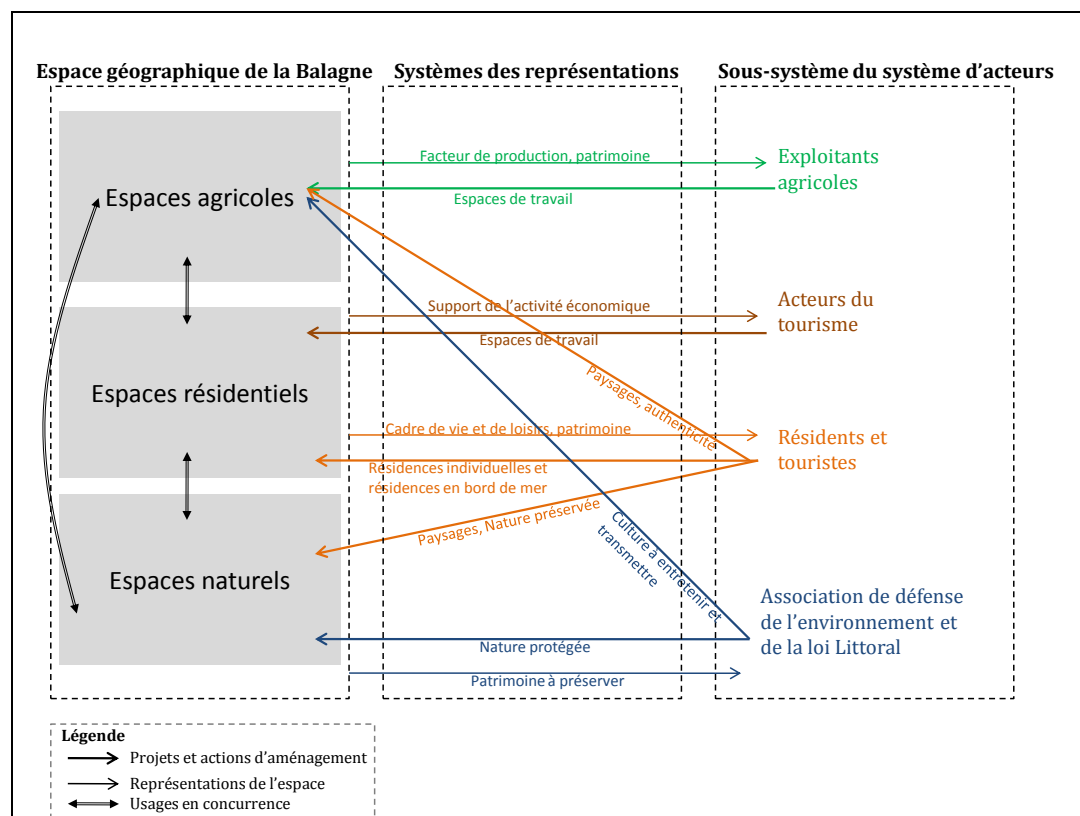 Espace géographique de la Balagne
Systèmes des représentations
Sous-système du système d'acteurs
Espaces agricoles
Facteur de production, patrimoine
Espaces de travail
Exploitants
agricoles
Support de l'activité économique
Espaces de travail
Acteurs du
tourisme
Espaces résidentiels
Paysages, authenticité
Cadre de vie et de loisirs, patrimoine
Résidences individuelles et
résidences en bord de mer
Résidents et
touristes
Paysages, Nature préservée
Culture à entretenir et
transmettre
Espaces naturels
Nature protégée
Patrimoine à préserver
Association de défense
de l'environnement et
de la loi Littoral
Légende
Projets et actions d'aménagement
Représentations de l'espace
Usages en concurrence